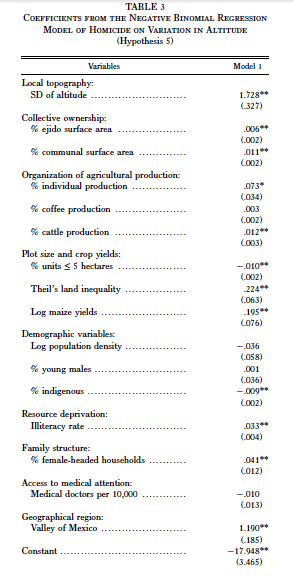 TABLE 3
COEFFICIENTS FROM THE NEGATIVE BINOMIAL REGRESSION
MODEL OF HOMICIDE ON VARIATION IN ALTITUDE
(Hypothesis 5)
Variables Model 1
Local topography:
SD of altitude .................... 1.728**
(.327)
Collective ownership:
% ejido surface area .............. .006**
(.002)
% communal surface area .......... .011**
(.002)
Organization of agricultural production:
% individual production ........... .073*
(.034)
% coffee production ............... .003
(.002)
% cattle production ............... .012**
(.003)
Plot size and crop yields:
% units ≤ 5 hectares .............. −.010**
(.002)
Theil's land inequality ............ .224**
(.063)
Log maize yields .................. .195**
(.076)
Demographic variables:
Log population density ............ −.036
(.058)
% young males .................... .001
(.036)
% indigenous ...................... −.009**
(.002)
Resource deprivation:
Illiteracy rate ..................... .033**
(.004)
Family structure:
% female-headed households ....... .041**
(.012)
Access to medical attention:
Medical doctors per 10,000 ......... −.010
(.013)
Geographical region:
Valley of Mexico ................... 1.190**
(.185)
Constant ............................ −17.948**
(3.465)